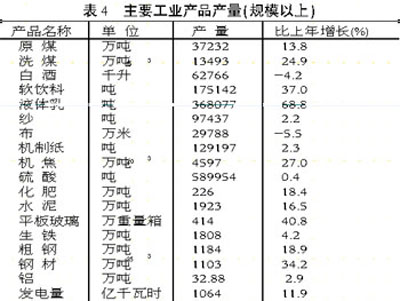 表 4 主要工业产品产量(规模以上)
产品名称 单 位 产 量 比上年增长(%)
原 煤 万吨 37232 13.8
洗 煤 万吨 13493 24.9
白 酒 千升 62766 −4.2
软饮料 吨 175142 37.0
液体乳 吨 368077 68.8
纱 吨 97437 2.2
布 万米 29788 −5.5
机制纸 吨 129197 2.3
机 焦 万吨 4597 27.0
硫 酸 吨 589954 0.4
化 肥 万吨 226 18.4
水 泥 万吨 1923 16.5
平板玻璃 万重量箱 414 40.8
生 铁 万吨 1808 4.2
粗 钢 万吨 1184 18.9
钢 材 万吨 1103 34.2
铝 万吨 32.88 2.9
发电量 亿千瓦时 1064 11.9